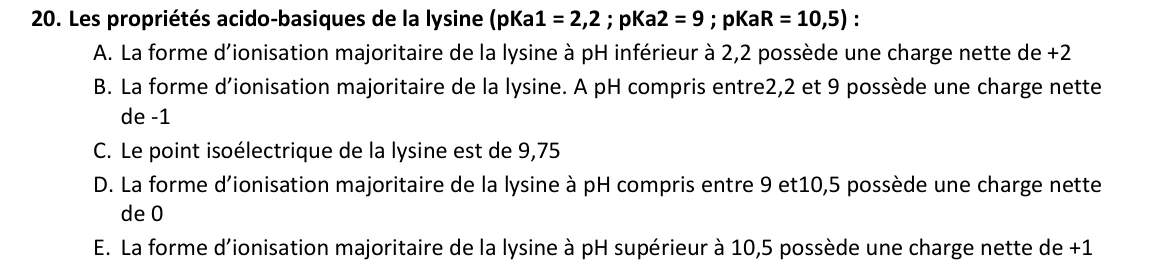 20. Les propriétés acido-basiques de la lysine (pKa1 = 2,2 ; pKa2 = 9 ; pKaR = 10,5) :
A. La forme d’ionisation majoritaire de la lysine à pH inférieur à 2,2 possède une charge nette de +2
B. La forme d’ionisation majoritaire de la lysine. A pH compris entre2,2 et 9 possède une charge nette
de -1
C. Le point isoélectrique de la lysine est de 9,75
D. La forme d’ionisation majoritaire de la lysine à pH compris entre 9 et10,5 possède une charge nette
de 0
E. La forme d’ionisation majoritaire de la lysine à pH supérieur à 10,5 possède une charge nette de +1